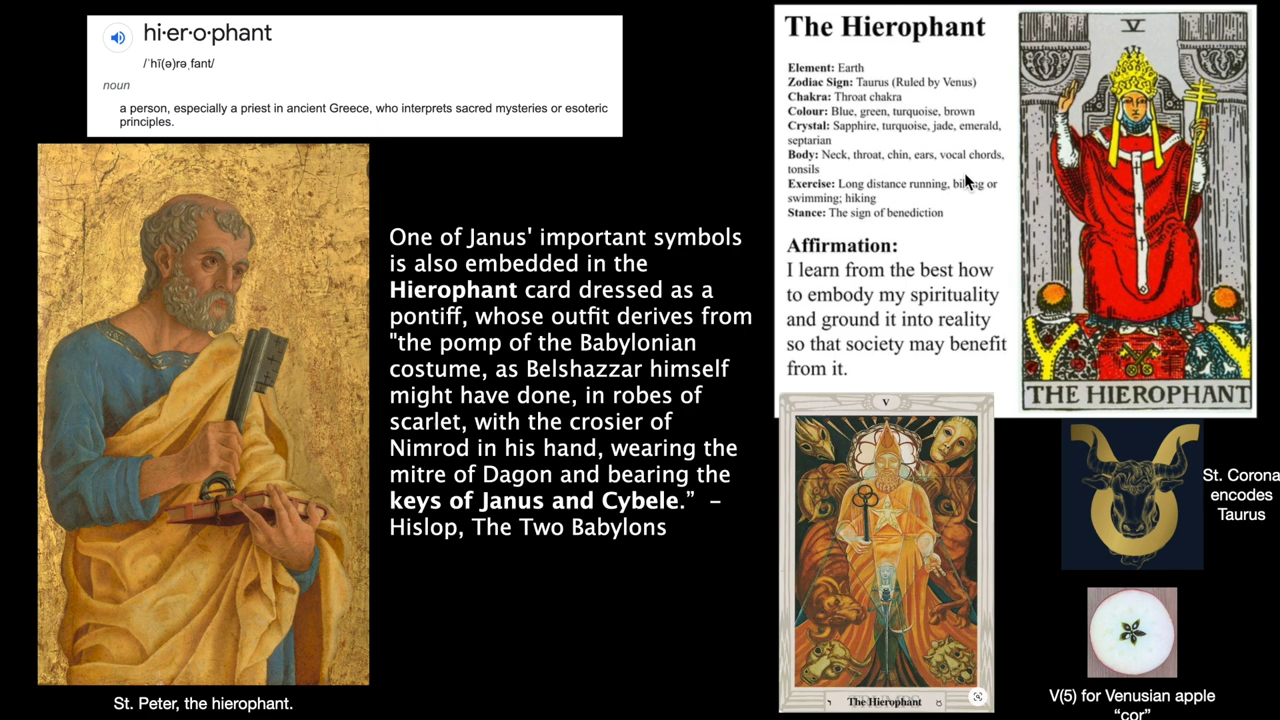 hi·er·o·phant
/ˈhī(ə)rəˌfant/
noun
a person, especially a priest in ancient Greece, who interprets sacred mysteries or esoteric
principles.
St. Peter, the hierophant.
One of Janus' important symbols
is also embedded in the
Hierophant card dressed as a
pontiff, whose outfit derives from
"the pomp of the Babylonian
costume, as Belshazzar himself
might have done, in robes of
scarlet, with the crosier of
Nimrod in his hand, wearing the
mitre of Dagon and bearing the
keys of Janus and Cybele.” –
Hislop, The Two Babylons
The Hierophant
Element: Earth
Zodiac Sign: Taurus (Ruled by Venus)
Chakra: Throat chakra
Colour: Blue, green, turquoise, brown
Crystal: Sapphire, turquoise, jade, emerald,
septarian
Body: Neck, throat, chin, ears, vocal chords,
tonsils
Exercise: Long distance running, or
swimming; hiking
Stance: The sign of benediction
Affirmation:
I learn from the best how
to embody my spirituality
and ground it into reality
so that society may benefit
from it.
V
THE HIEROPHANT
V
The Hierophant
St. Corona
encodes
Taurus
V(5) for Venusian apple
“cor”